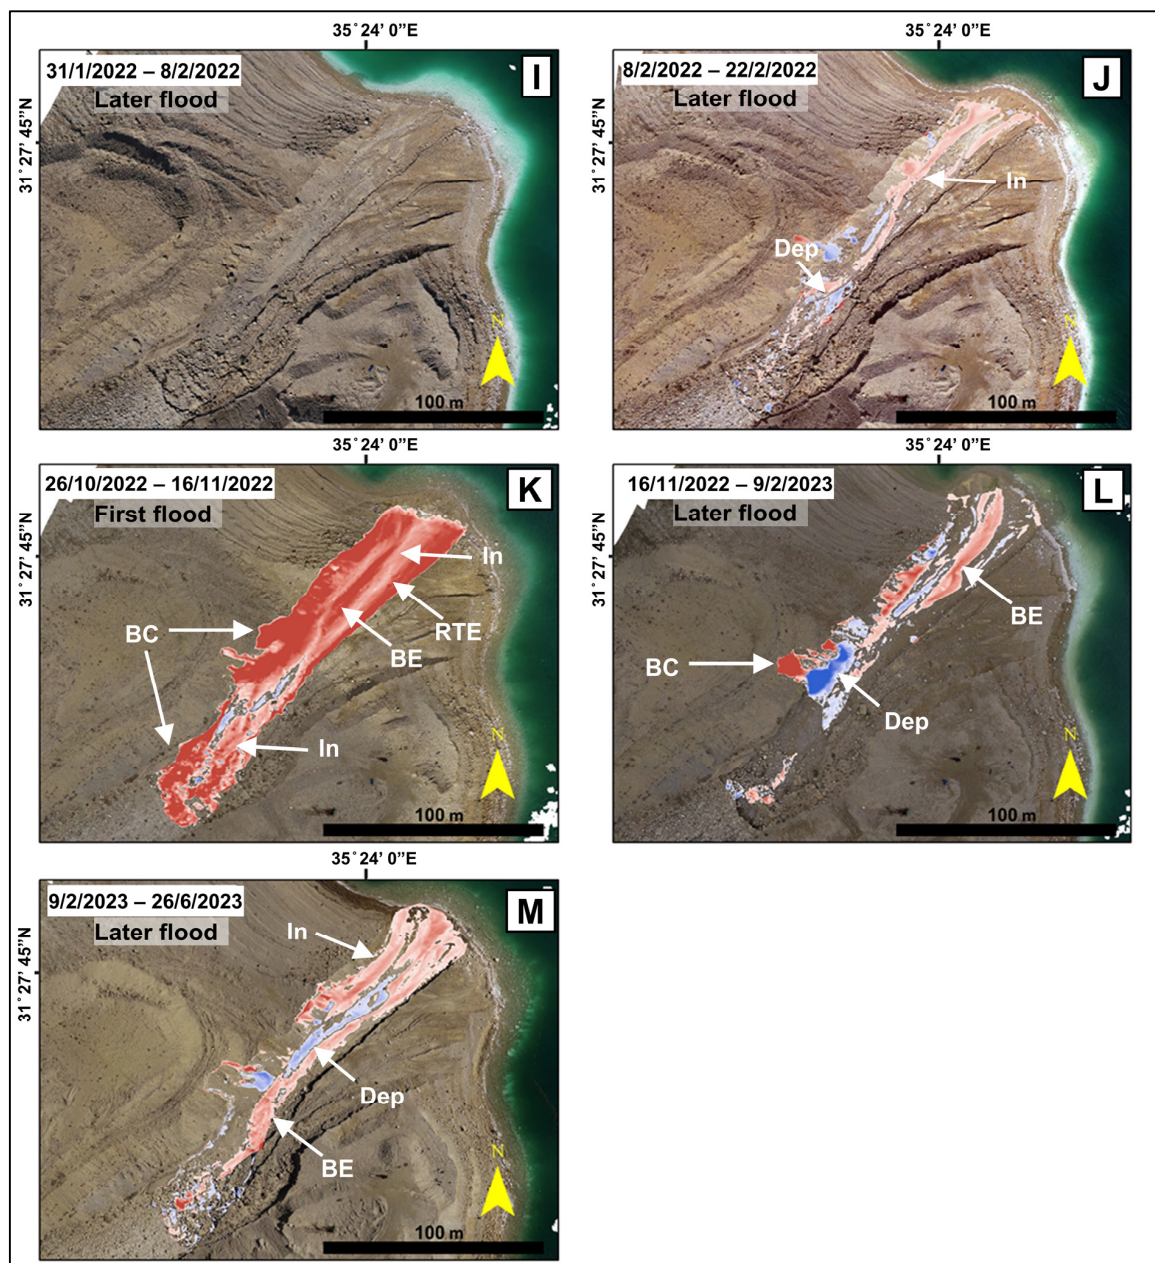 35° 24' 0”E
35° 24' 0”E
31° 27' 45”N
31/1/2022 – 8/2/2022
Later flood
I
N
100 m
31° 27' 45”N
8/2/2022 – 22/2/2022
Later flood
J
In
Dep
N
100 m
35° 24' 0”E
35° 24' 0”E
31° 27' 45”N
26/10/2022 – 16/11/2022
First flood
K
In
BC
RTE
BE
In
N
100 m
31° 27' 45”N
16/11/2022 – 9/2/2023
Later flood
L
BE
BC
Dep
N
100 m
35° 24' 0”E
31° 27' 45”N
9/2/2023 – 26/6/2023
Later flood
M
In
Dep
BE
N
100 m